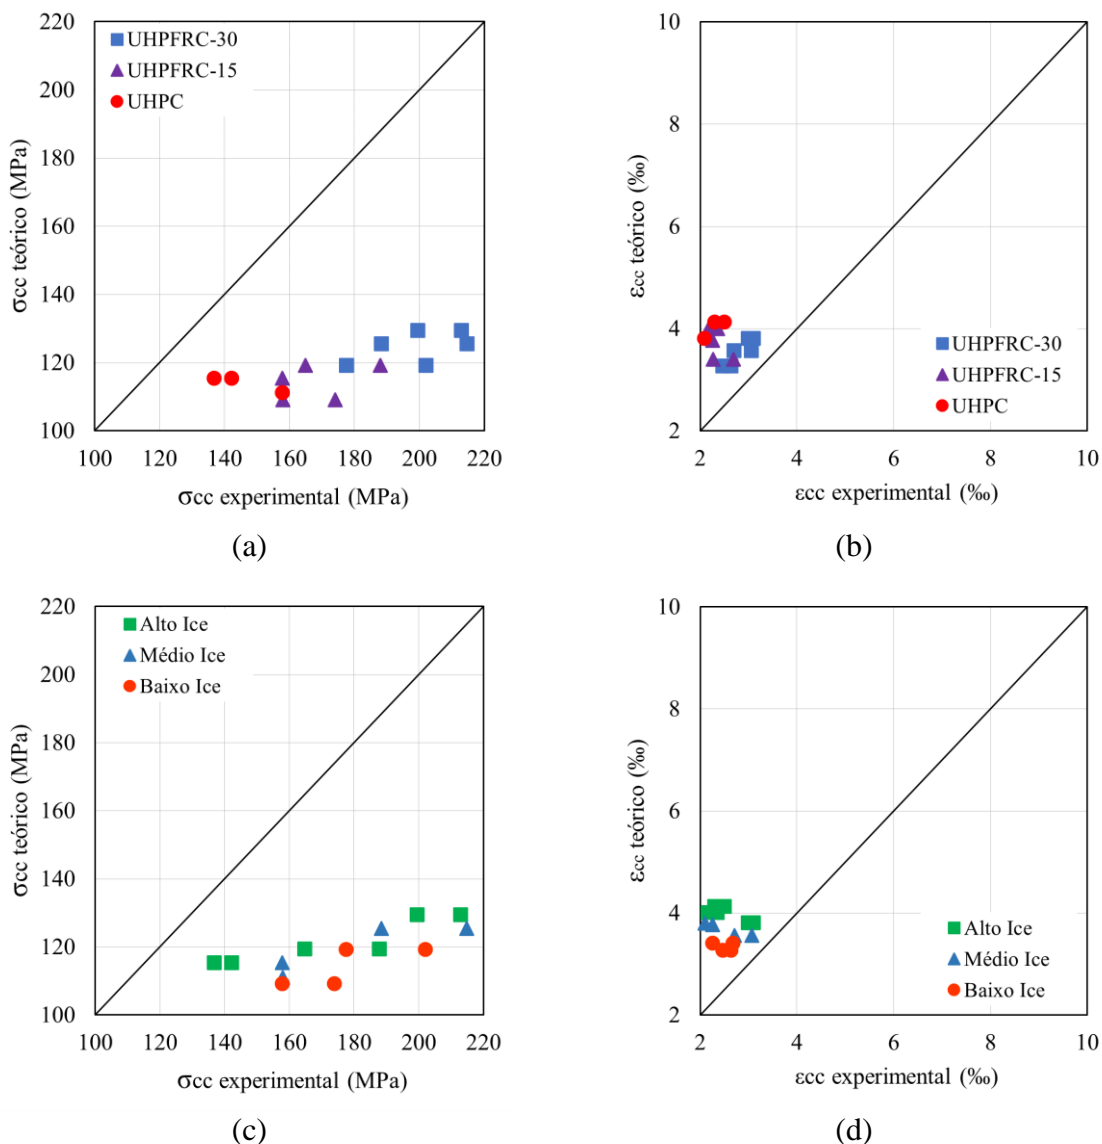 220
200
180
160
140
120
100
σcc teórico (MPa)
UHPFRC-30
UHPFRC-15
UHPC
100 120 140 160 180 200 220
σcc experimental (MPa)
(a)
10
8
6
4
2
εcc teórico (‰)
UHPFRC-30
UHPFRC-15
UHPC
2 4 6 8 10
εcc experimental (‰)
(b)
220
200
180
160
140
120
100
σcc teórico (MPa)
Alto Ice
Médio Ice
Baixo Ice
100 120 140 160 180 200 220
σcc experimental (MPa)
(c)
10
8
6
4
2
εcc teórico (‰)
Alto Ice
Médio Ice
Baixo Ice
2 4 6 8 10
εcc experimental (‰)
(d)